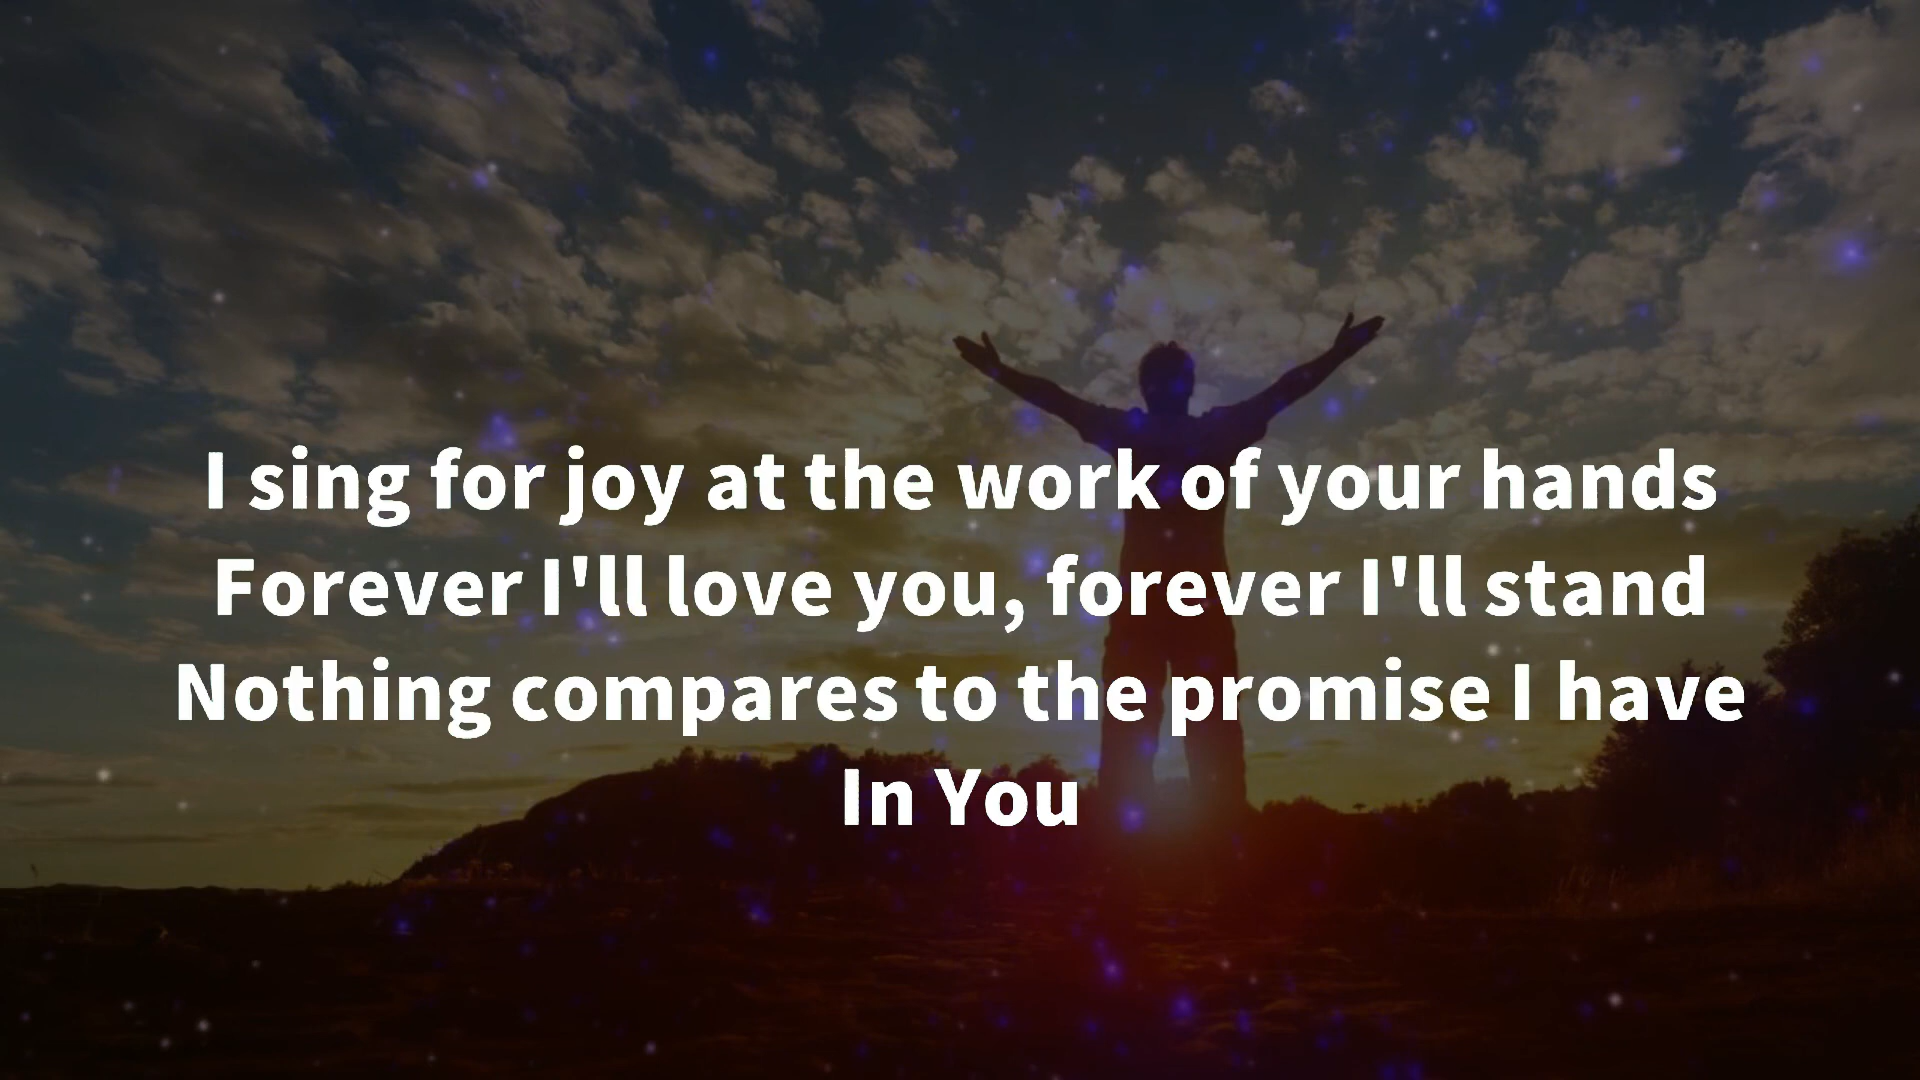 I sing for joy at the work of your hands
Forever I'll love you, forever I'll stand
Nothing compares to the promise I have
In You